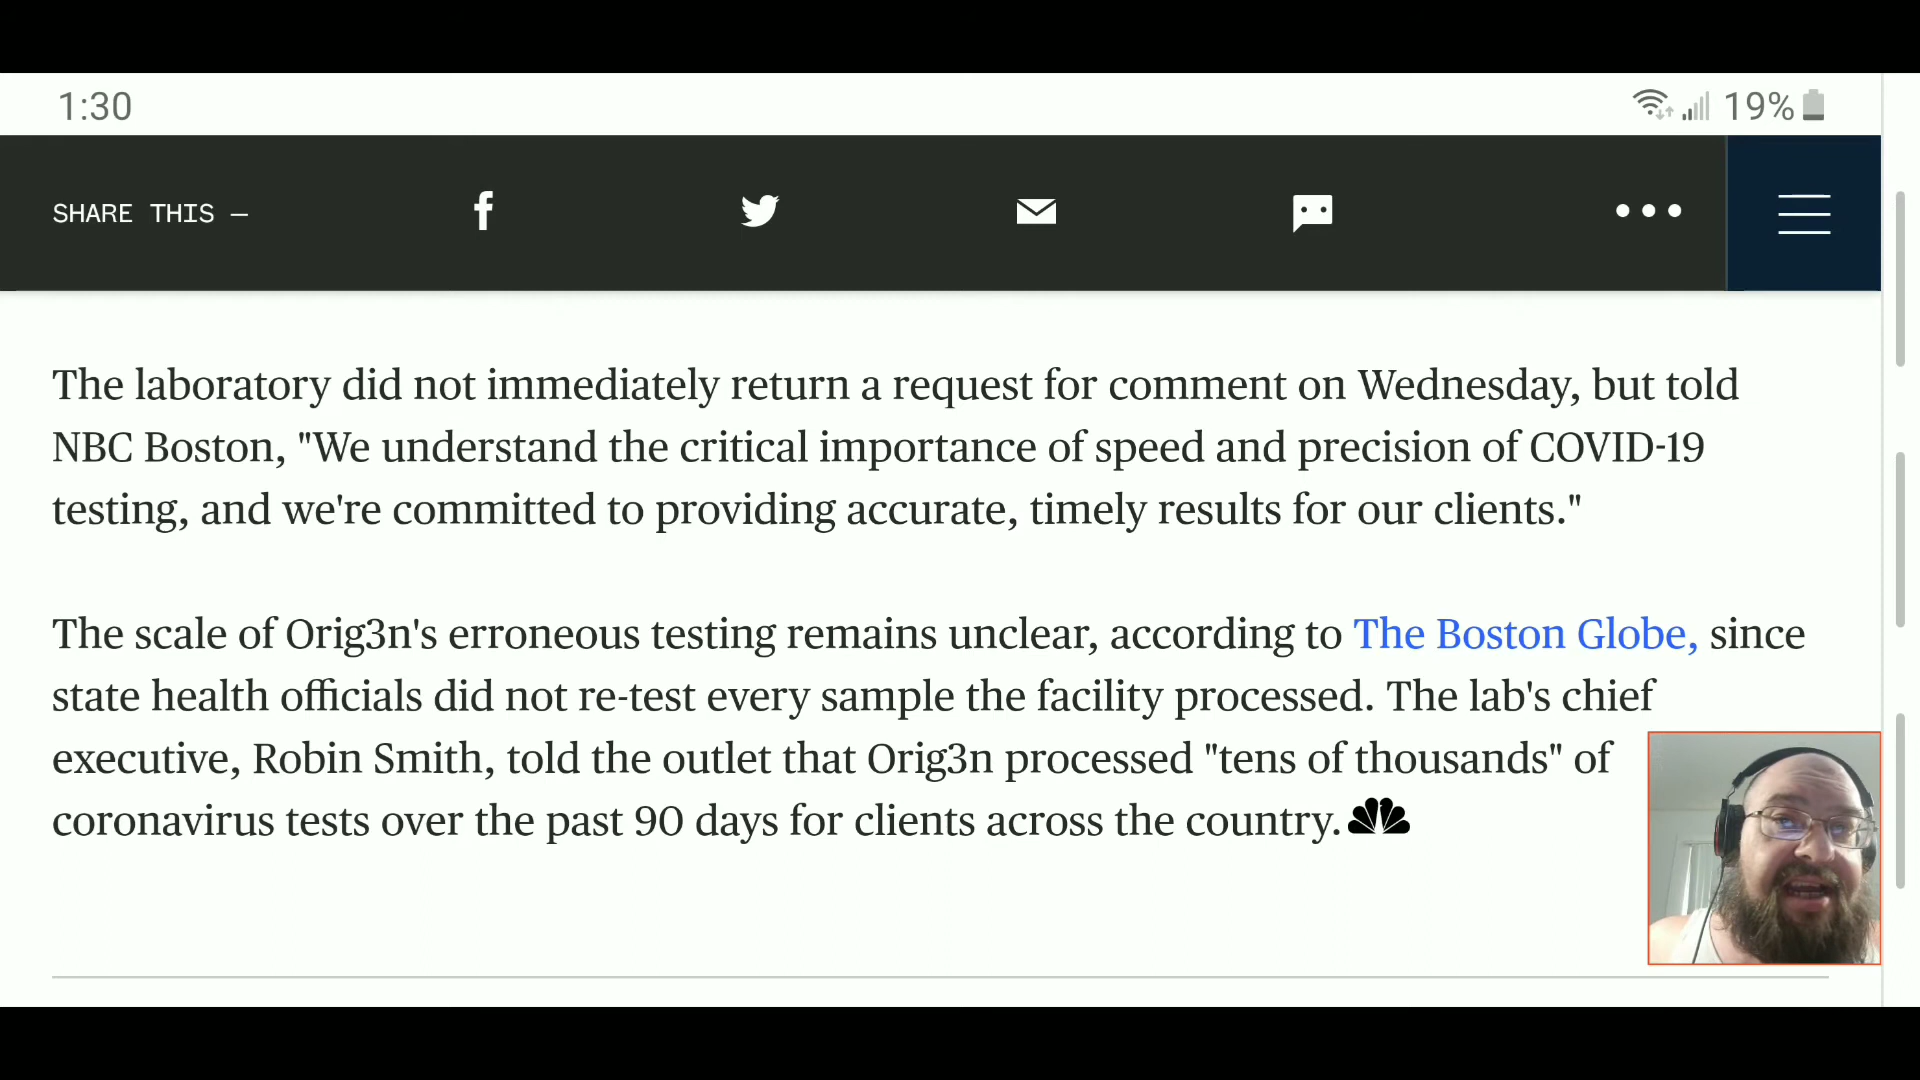 1:30
19%
SHARE THIS —
The laboratory did not immediately return a request for comment on Wednesday, but told
NBC Boston, "We understand the critical importance of speed and precision of COVID-19
testing, and we're committed to providing accurate, timely results for our clients."
The scale of Orig3n's erroneous testing remains unclear, according to The Boston Globe, since
state health officials did not re-test every sample the facility processed. The lab's chief
executive, Robin Smith, told the outlet that Orig3n processed "tens of thousands" of
coronavirus tests over the past 90 days for clients across the country.